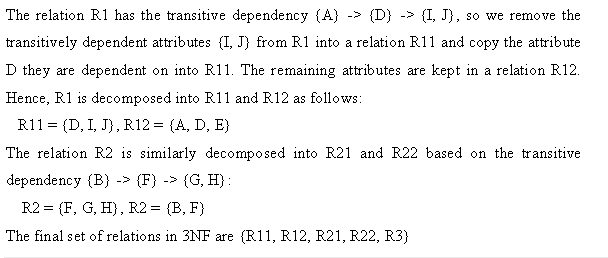 The relation R1 has the transitive dependency {A} -> {D} -> {I, J}, so we remove the
transitively dependent attributes {I, J} from R1 into a relation R11 and copy the attribute
D they are dependent on into R11. The remaining attributes are kept in a relation R12.
Hence, R1 is decomposed into R11 and R12 as follows:
R11 = {D, I, J}, R12 = {A, D, E}
The relation R2 is similarly decomposed into R21 and R22 based on the transitive
dependency {B} -> {F} -> {G, H}:
R2 = {F, G, H}, R2 = {B, F}
The final set of relations in 3NF are {R11, R12, R21, R22, R3}